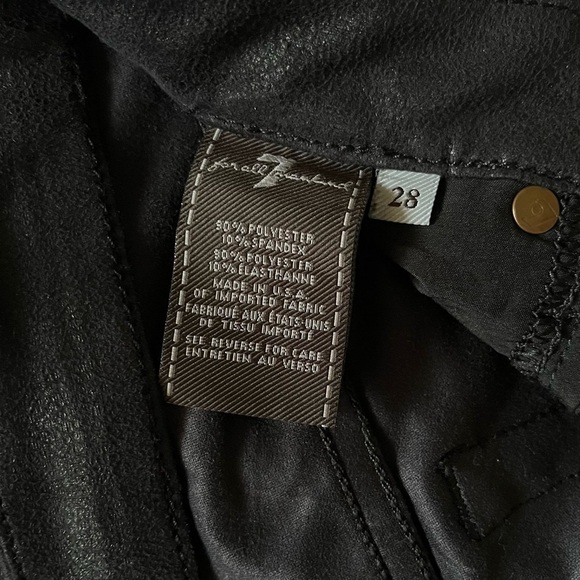 for all 7 mankind
28
90% POLYESTER
10% SPANDEX
90% POLYESTER
10% ÉLASTHANNE
MADE IN U.S.A.
OF IMPORTED FABRIC
FABRIQUÉ AUX ÉTATS-UNIS
DE TISSU IMPORTÉ
SEE REVERSE FOR CARE
ENTRETIEN AU VERSO